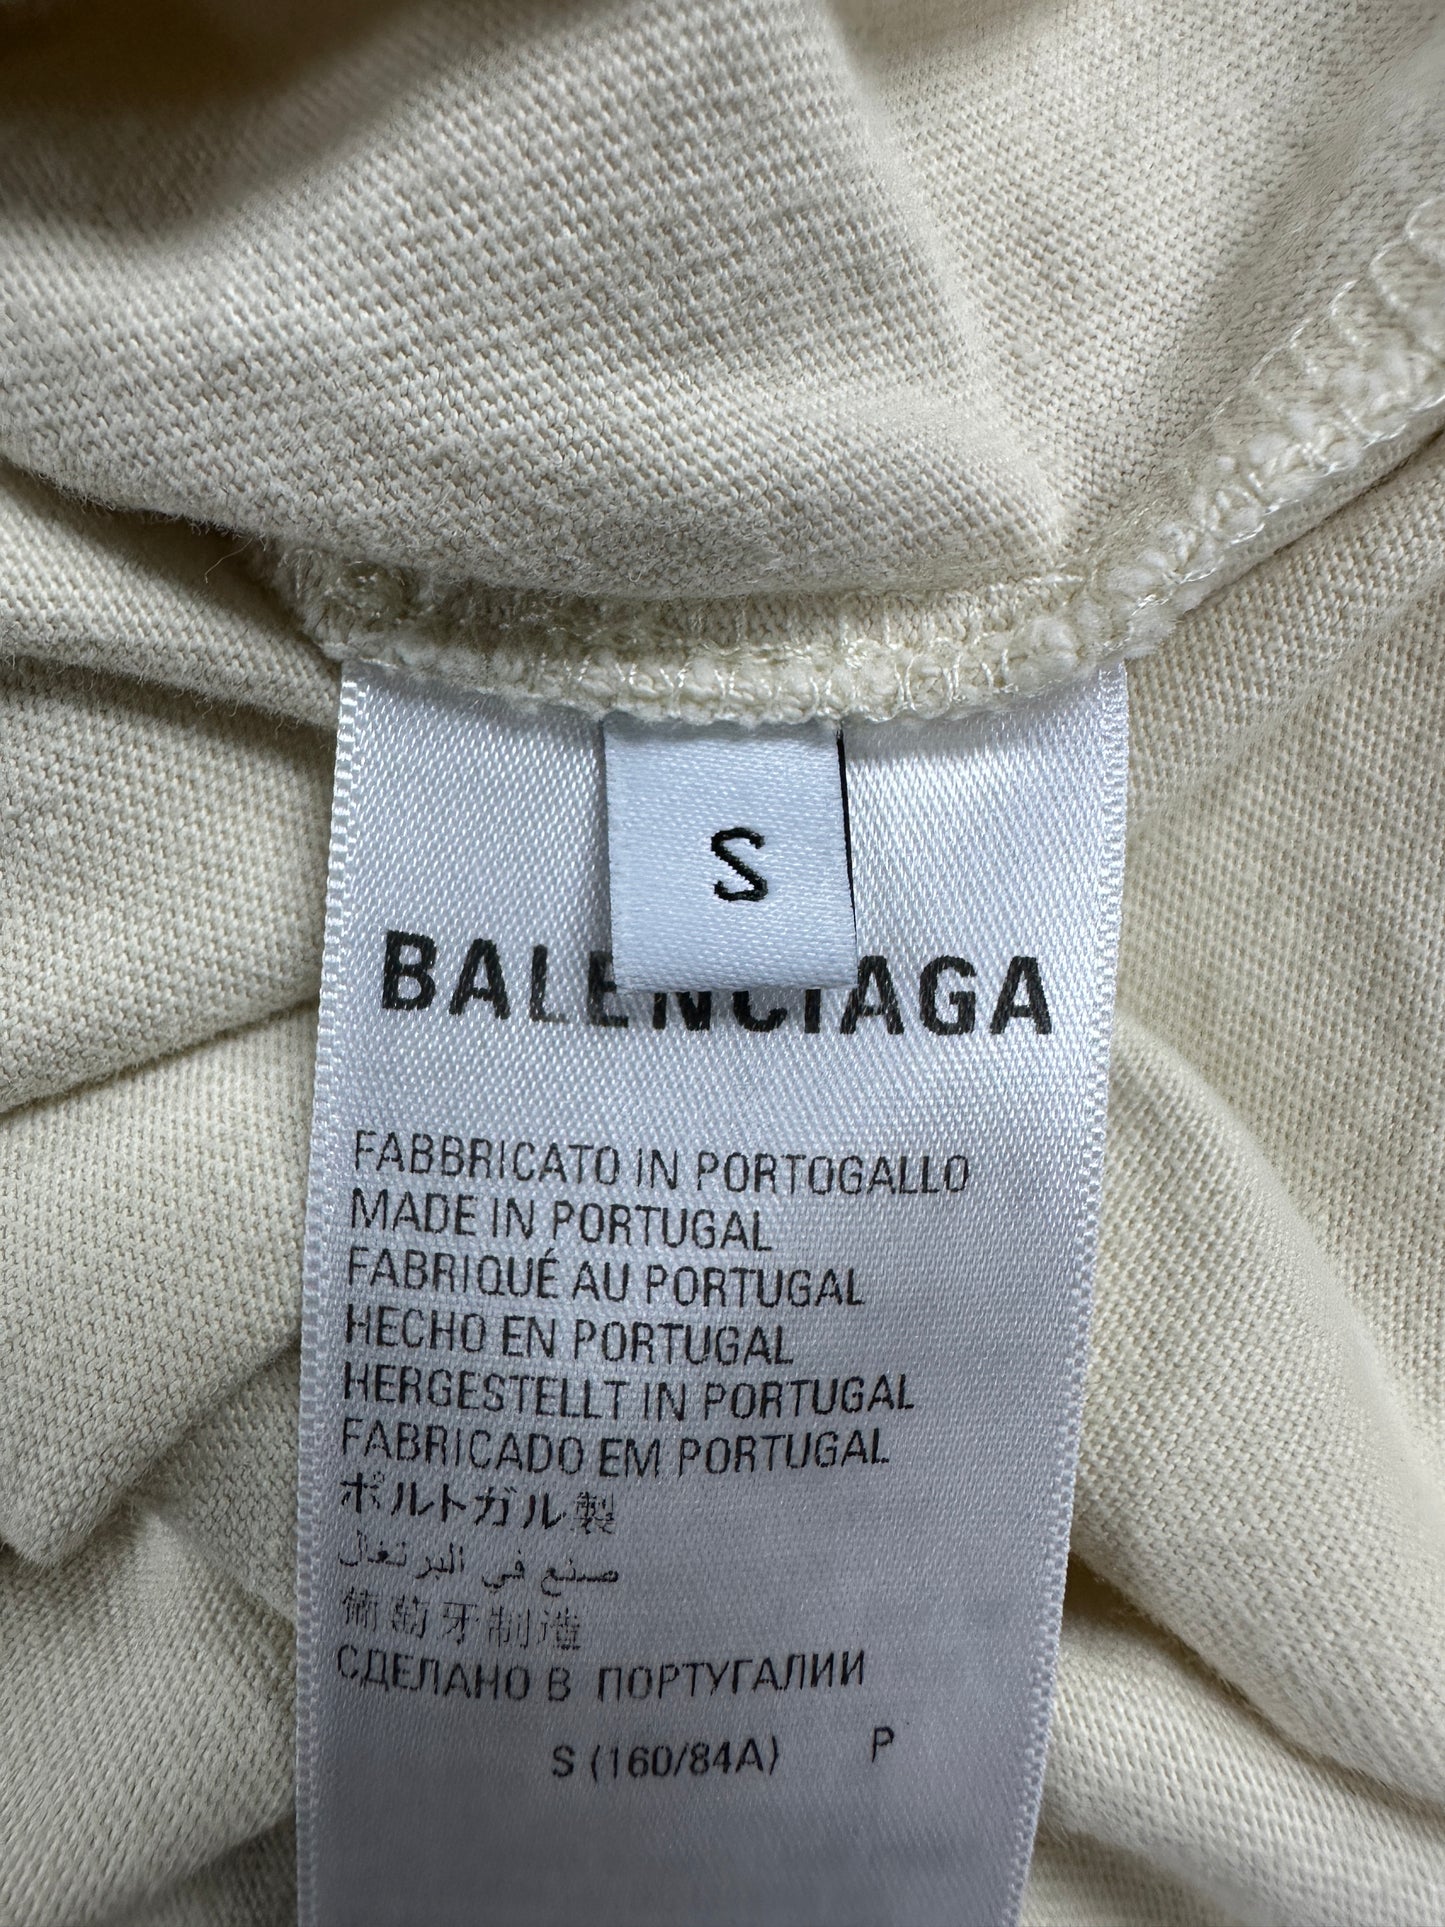 S
BALENCIAGA
FABBRICATO IN PORTOGALLO
MADE IN PORTUGAL
FABRIQUÉ AU PORTUGAL
HECHO EN PORTUGAL
HERGESTELLT IN PORTUGAL
FABRICADO EM PORTUGAL
ポルトガル製
صنع في البرتغال
葡萄牙制造
СДЕЛАНО В ПОРТУГАЛИИ
S (160/84A) P